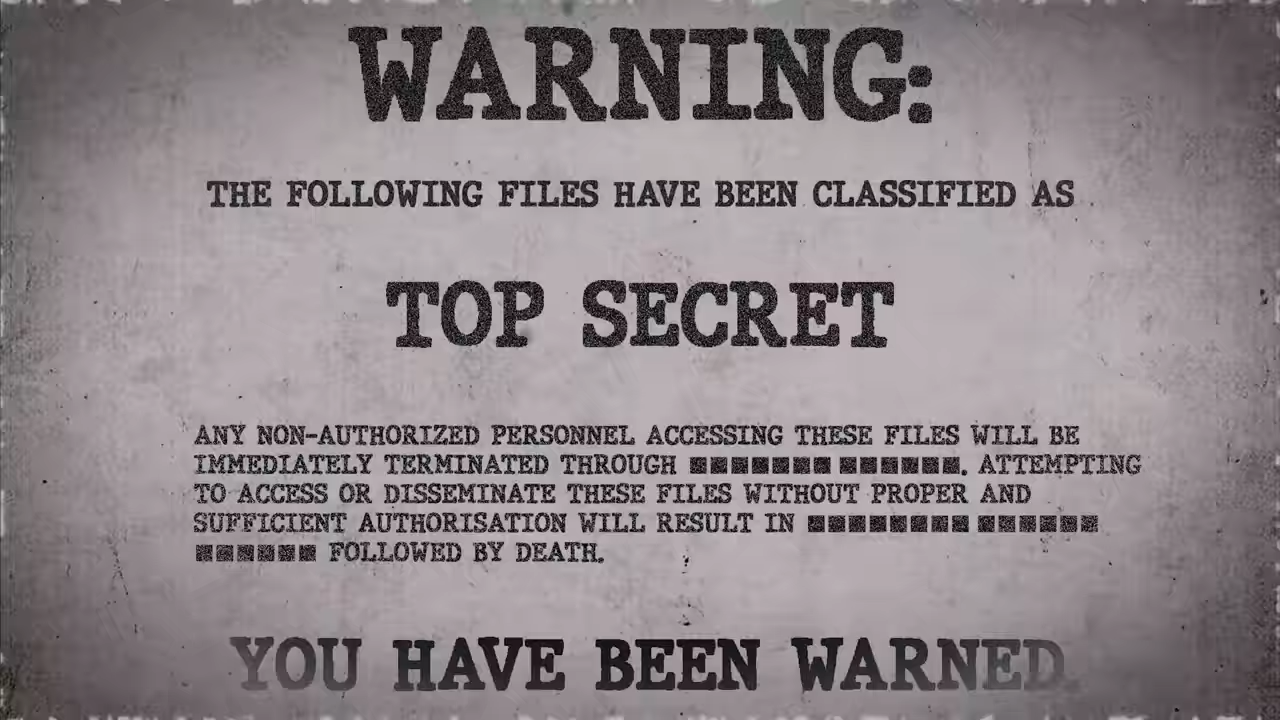 WARNING:
THE FOLLOWING FILES HAVE BEEN CLASSIFIED AS
TOP SECRET
ANY NON-AUTHORIZED PERSONNEL ACCESSING THESE FILES WILL BE
IMMEDIATELY TERMINATED THROUGH ■■■■■■■ ■■■■■■. ATTEMPTING
TO ACCESS OR DISSEMINATE THESE FILES WITHOUT PROPER AND
SUFFICIENT AUTHORISATION WILL RESULT IN ■■■■■■■■ ■■■■■■
■■■■■■ FOLLOWED BY DEATH.
YOU HAVE BEEN WARNED.